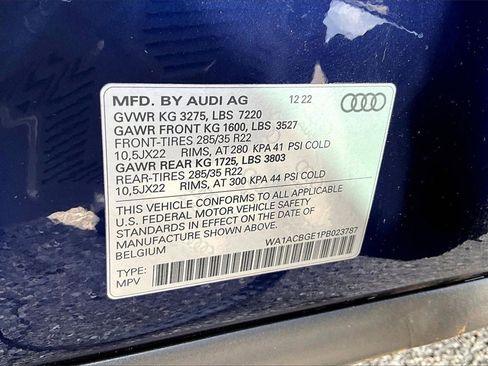 MFD. BY AUDI AG 12 22
GVWR KG 3275, LBS 7220
GAWR FRONT KG 1600, LBS 3527
FRONT-TIRES 285/35 R22
10,5JX22 RIMS, AT 280 KPA 41 PSI COLD
GAWR REAR KG 1725, LBS 3803
REAR-TIRES 285/35 R22
10,5JX22 RIMS, AT 300 KPA 44 PSI COLD
THIS VEHICLE CONFORMS TO ALL APPLICABLE
U.S. FEDERAL MOTOR VEHICLE SAFETY
STANDARDS IN EFFECT ON THE DATE OF
MANUFACTURE SHOWN ABOVE.
BELGIUM WA1ACBGE1PB023787
TYPE:
MPV